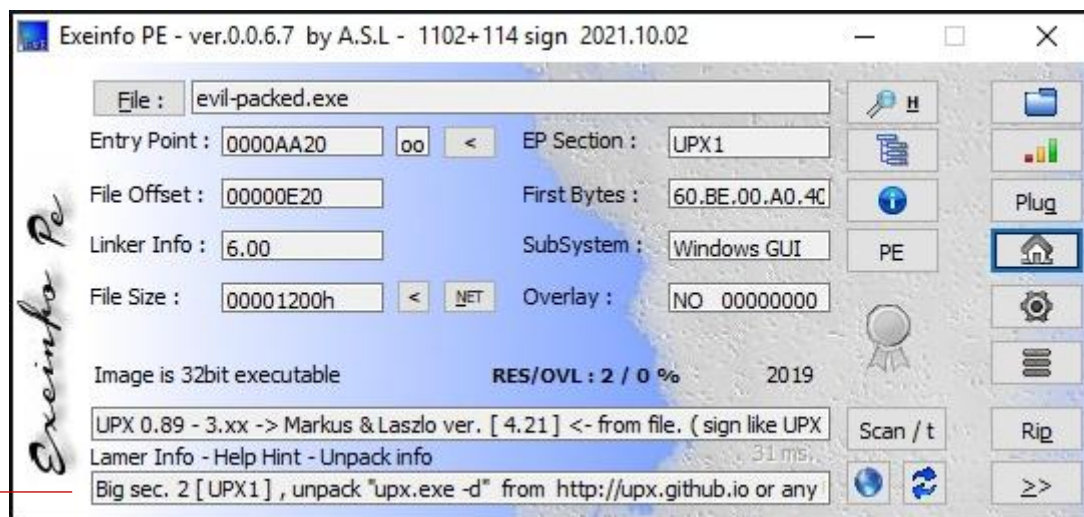 Exeinfo PE - ver.0.0.6.7 by A.S.L - 1102+114 sign 2021.10.02
Exeinfo Pe
File : evil-packed.exe H
Entry Point : 0000AA20 oo < EP Section : UPX1
File Offset : 00000E20 First Bytes : 60.BE.00.A0.40 Plug
Linker Info : 6.00 SubSystem : Windows GUI PE
File Size : 00001200h < NET Overlay : NO 00000000
Image is 32bit executable RES/OVL : 2 / 0 % 2019
UPX 0.89 - 3.xx -> Markus & Laszlo ver. [ 4.21 ] <- from file. ( sign like UPX Scan / t Rip
Lamer Info - Help Hint - Unpack info 31 ms.
Big sec. 2 [ UPX1 ] , unpack "upx.exe -d" from http://upx.github.io or any >>